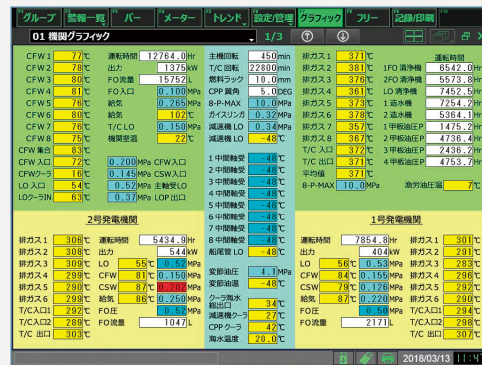 グループ 警報一覧 バー メーター トレンド 設定/管理 グラフィック フリー 記録/印刷
01 機関グラフィック
CFW 1 77 ℃ 運転時間 12764.0 Hr
CFW 2 78 ℃ 出力 1375 kW
CFW 3 80 ℃ FO流量 15752 L
CFW 4 81 ℃ FO入口 0.100 MPa
CFW 5 76 ℃ 給気 0.265 MPa
CFW 6 80 ℃ 給気 102 ℃
CFW 7 76 ℃ T/C LO 0.150 MPa
CFW 8 75 ℃ 機関室温 22 ℃
CFW 集合 83 ℃
CFW 入口 72 ℃ 0.200 MPa CFW入口
CFWクーラ 16 ℃ 0.145 MPa CSW入口
LO 入口 54 ℃ 0.52 MPa 主軸受LO
LOクーラIN 63 ℃ 0.37 MPa LOP 出口
主機回転 450 min
T/C 回転 22800 min
燃料ラック 10.0 mm
CPP 翼角 5.0 DEG
8-P-MAX 10.0 MPa
ガイスリンガ 0.32 MPa
減速機 LO 0.34 MPa
減速機 LO -48 ℃
1 中間軸受 -48 ℃
2 中間軸受 -48 ℃
3 中間軸受 -48 ℃
4 中間軸受 -48 ℃
5 中間軸受 -48 ℃
6 中間軸受 -48 ℃
7 中間軸受 -48 ℃
8 中間軸受 -48 ℃
船尾管 LO -48 ℃
変節油圧 4.1 MPa
変節油温 -48 ℃
クーラ海水
総出口 34 ℃
減速機クーラ 27 ℃
CPP クーラ 42 ℃
海水温度 20.0 ℃
運転時間
排ガス 1 371 ℃
排ガス 2 381 ℃ 1FO 清浄機 6542.0 Hr
排ガス 3 376 ℃ 2FO 清浄機 5573.8 Hr
排ガス 4 361 ℃ LO 清浄機 7452.5 Hr
排ガス 5 373 ℃ 1 造水機 7254.2 Hr
排ガス 6 378 ℃ 2 造水機 5364.1 Hr
排ガス 7 357 ℃ 1 甲板油圧P 1475.2 Hr
排ガス 8 367 ℃ 2 甲板油圧P 4736.4 Hr
T/C 入口 372 ℃ 3 甲板油圧P 2436.2 Hr
T/C 出口 371 ℃ 4 甲板油圧P 4753.7 Hr
平均値 371 ℃
8-P-MAX 10.0 MPa 漁労油圧温 7 ℃
2号発電機関
排ガス 1 306 ℃ 運転時間 5434.9 Hr
排ガス 2 308 ℃ 出力 544 kW
排ガス 3 309 ℃ LO 55 ℃ 0.52 MPa
排ガス 4 299 ℃ CFW 81 ℃ 0.150 MPa
排ガス 5 290 ℃ CSW 87 ℃ 0.202 MPa
排ガス 6 299 ℃ 給気 86 ℃ 0.250 MPa
T/C入口1 292 ℃ FO圧 0.52 MPa
T/C入口2 289 ℃ FO流量 1047 L
T/C 出口 303 ℃
1号発電機関
運転時間 7854.8 Hr 排ガス 1 301 ℃
出力 404 kW 排ガス 2 291 ℃
LO 56 ℃ 0.53 MPa 排ガス 3 283 ℃
CFW 84 ℃ 0.155 MPa 排ガス 4 296 ℃
CSW 79 ℃ 0.126 MPa 排ガス 5 292 ℃
給気 87 ℃ 0.220 MPa 排ガス 6 290 ℃
FO圧 0.50 MPa T/C入口1 294 ℃
FO流量 2171 L T/C入口2 298 ℃
T/C 出口 307 ℃
2018/03/13 11:47